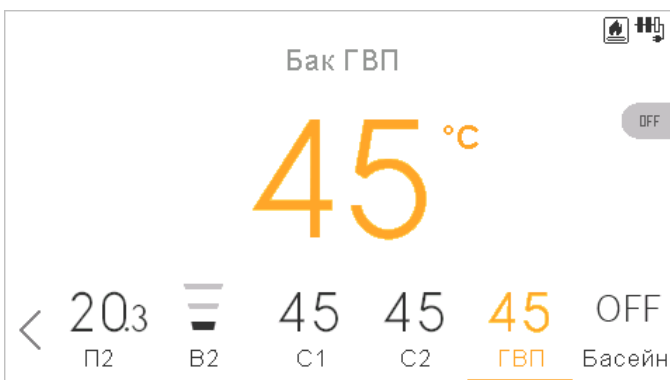 Бак ГВП
45 °C
OFF
20.3 45 45 45 OFF
П2 В2 С1 С2 ГВП Басейн